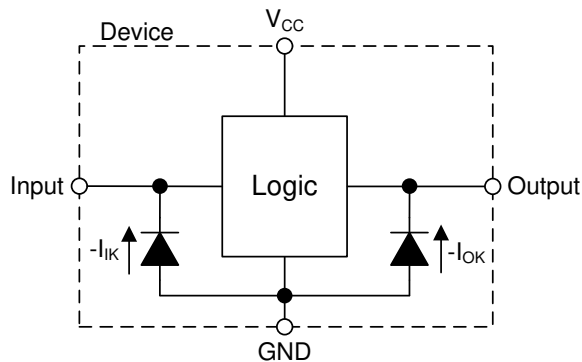 V_CC
Device
Input
Logic
Output
-I_IK
-I_OK
GND